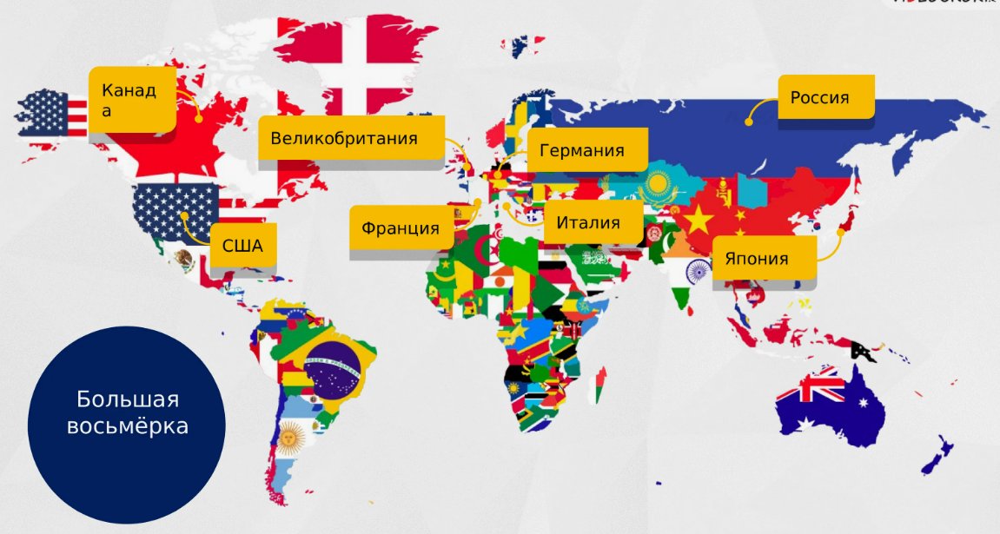 Канад
а
Россия
Великобритания
Германия
Франция
Италия
США
Япония
Большая
восьмёрка